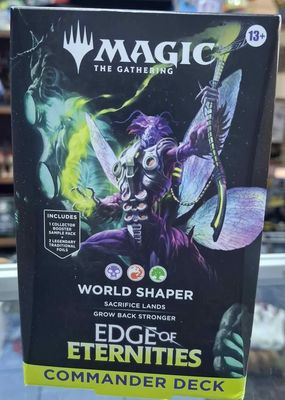 MAGIC
THE GATHERING
13+
INCLUDES
1 COLLECTOR
BOOSTER
SAMPLE PACK
+
2 LEGENDARY
TRADITIONAL
FOILS
WORLD SHAPER
SACRIFICE LANDS
GROW BACK STRONGER
EDGE OF
ETERNITIES
COMMANDER DECK